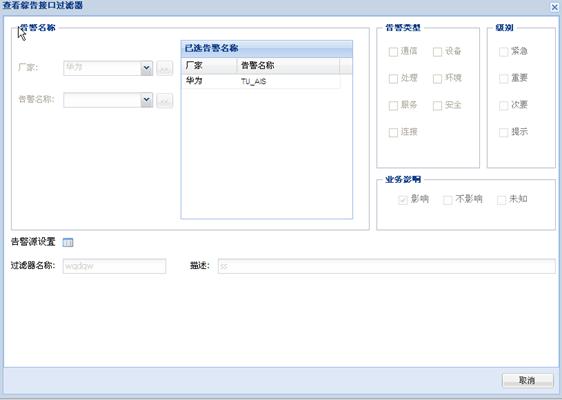 查看综告接口过滤器
告警名称
厂家:
华为
告警名称:
已选告警名称
厂家 告警名称
华为 TU_AIS
告警类型
通信 设备
处理 环境
服务 安全
连接
级别
紧急
重要
次要
提示
业务影响
影响 不影响 未知
告警源设置
过滤器名称: wqdqw 描述: ss
取消